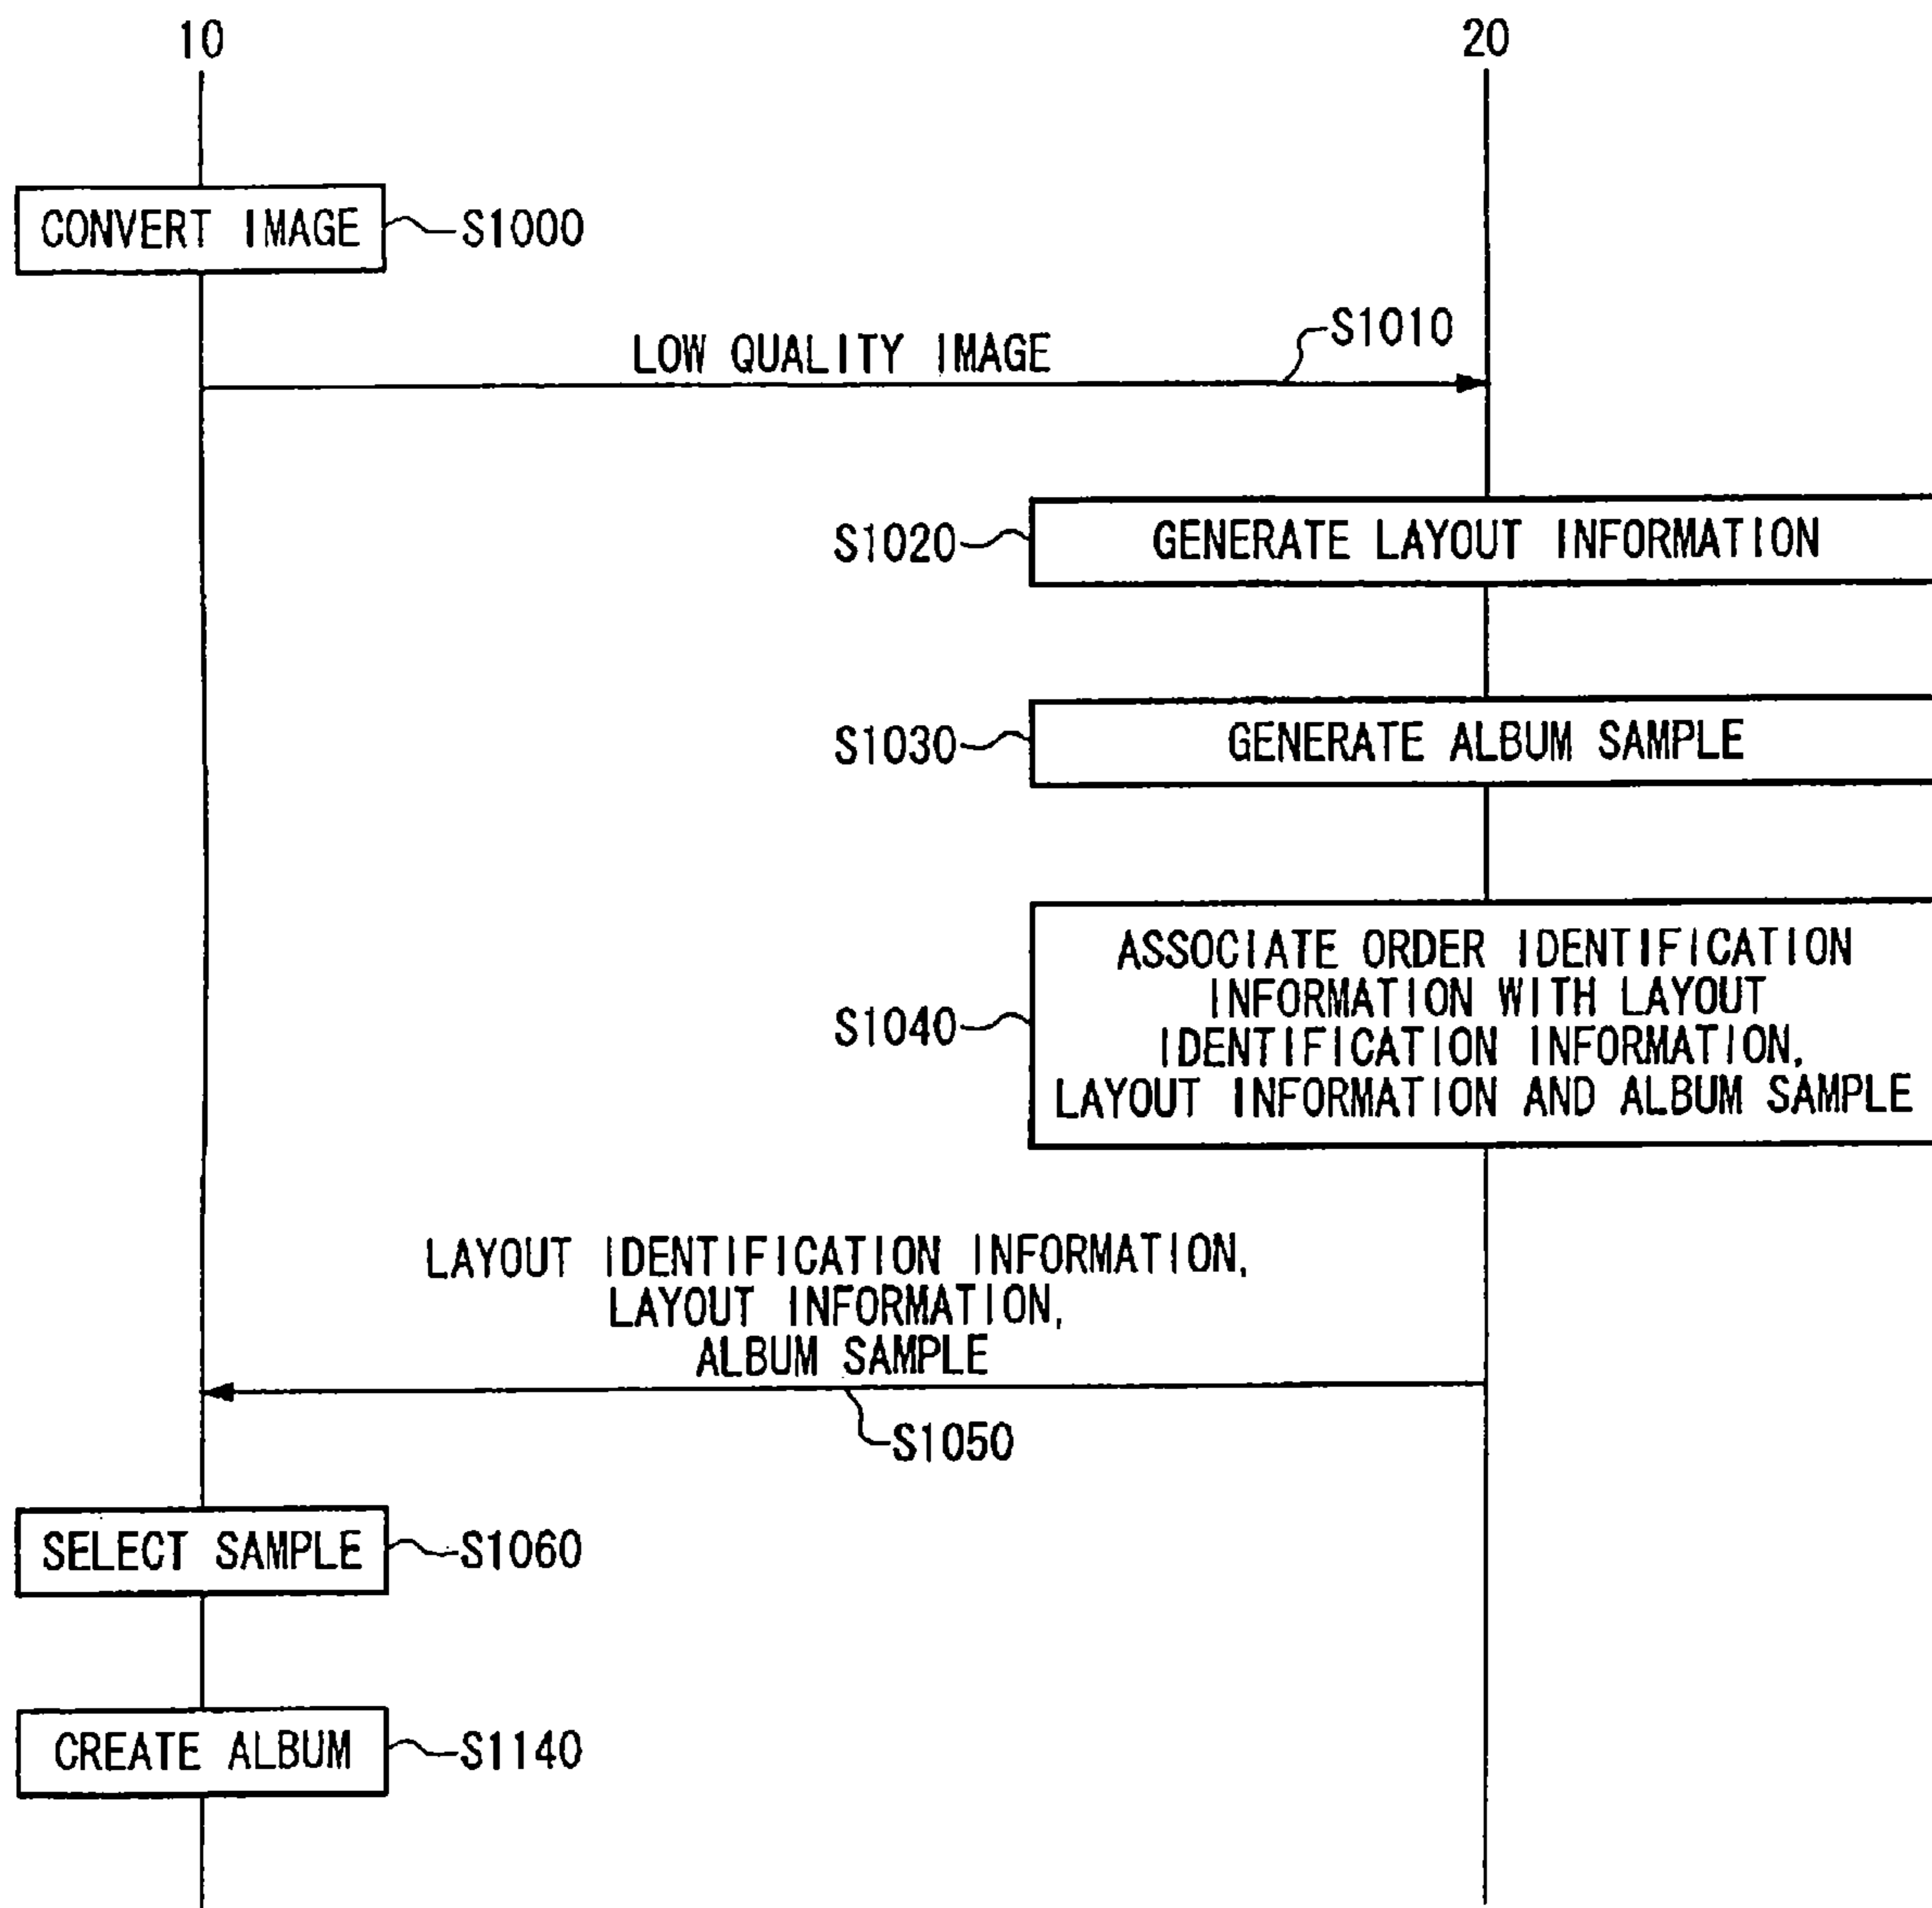 10
20
CONVERT IMAGE
S1000
S1010
LOW QUALITY IMAGE
S1020
GENERATE LAYOUT INFORMATION
S1030
GENERATE ALBUM SAMPLE
S1040
ASSOCIATE ORDER IDENTIFICATION
INFORMATION WITH LAYOUT
IDENTIFICATION INFORMATION,
LAYOUT INFORMATION AND ALBUM SAMPLE
LAYOUT IDENTIFICATION INFORMATION,
LAYOUT INFORMATION,
ALBUM SAMPLE
S1050
SELECT SAMPLE
S1060
CREATE ALBUM
S1140